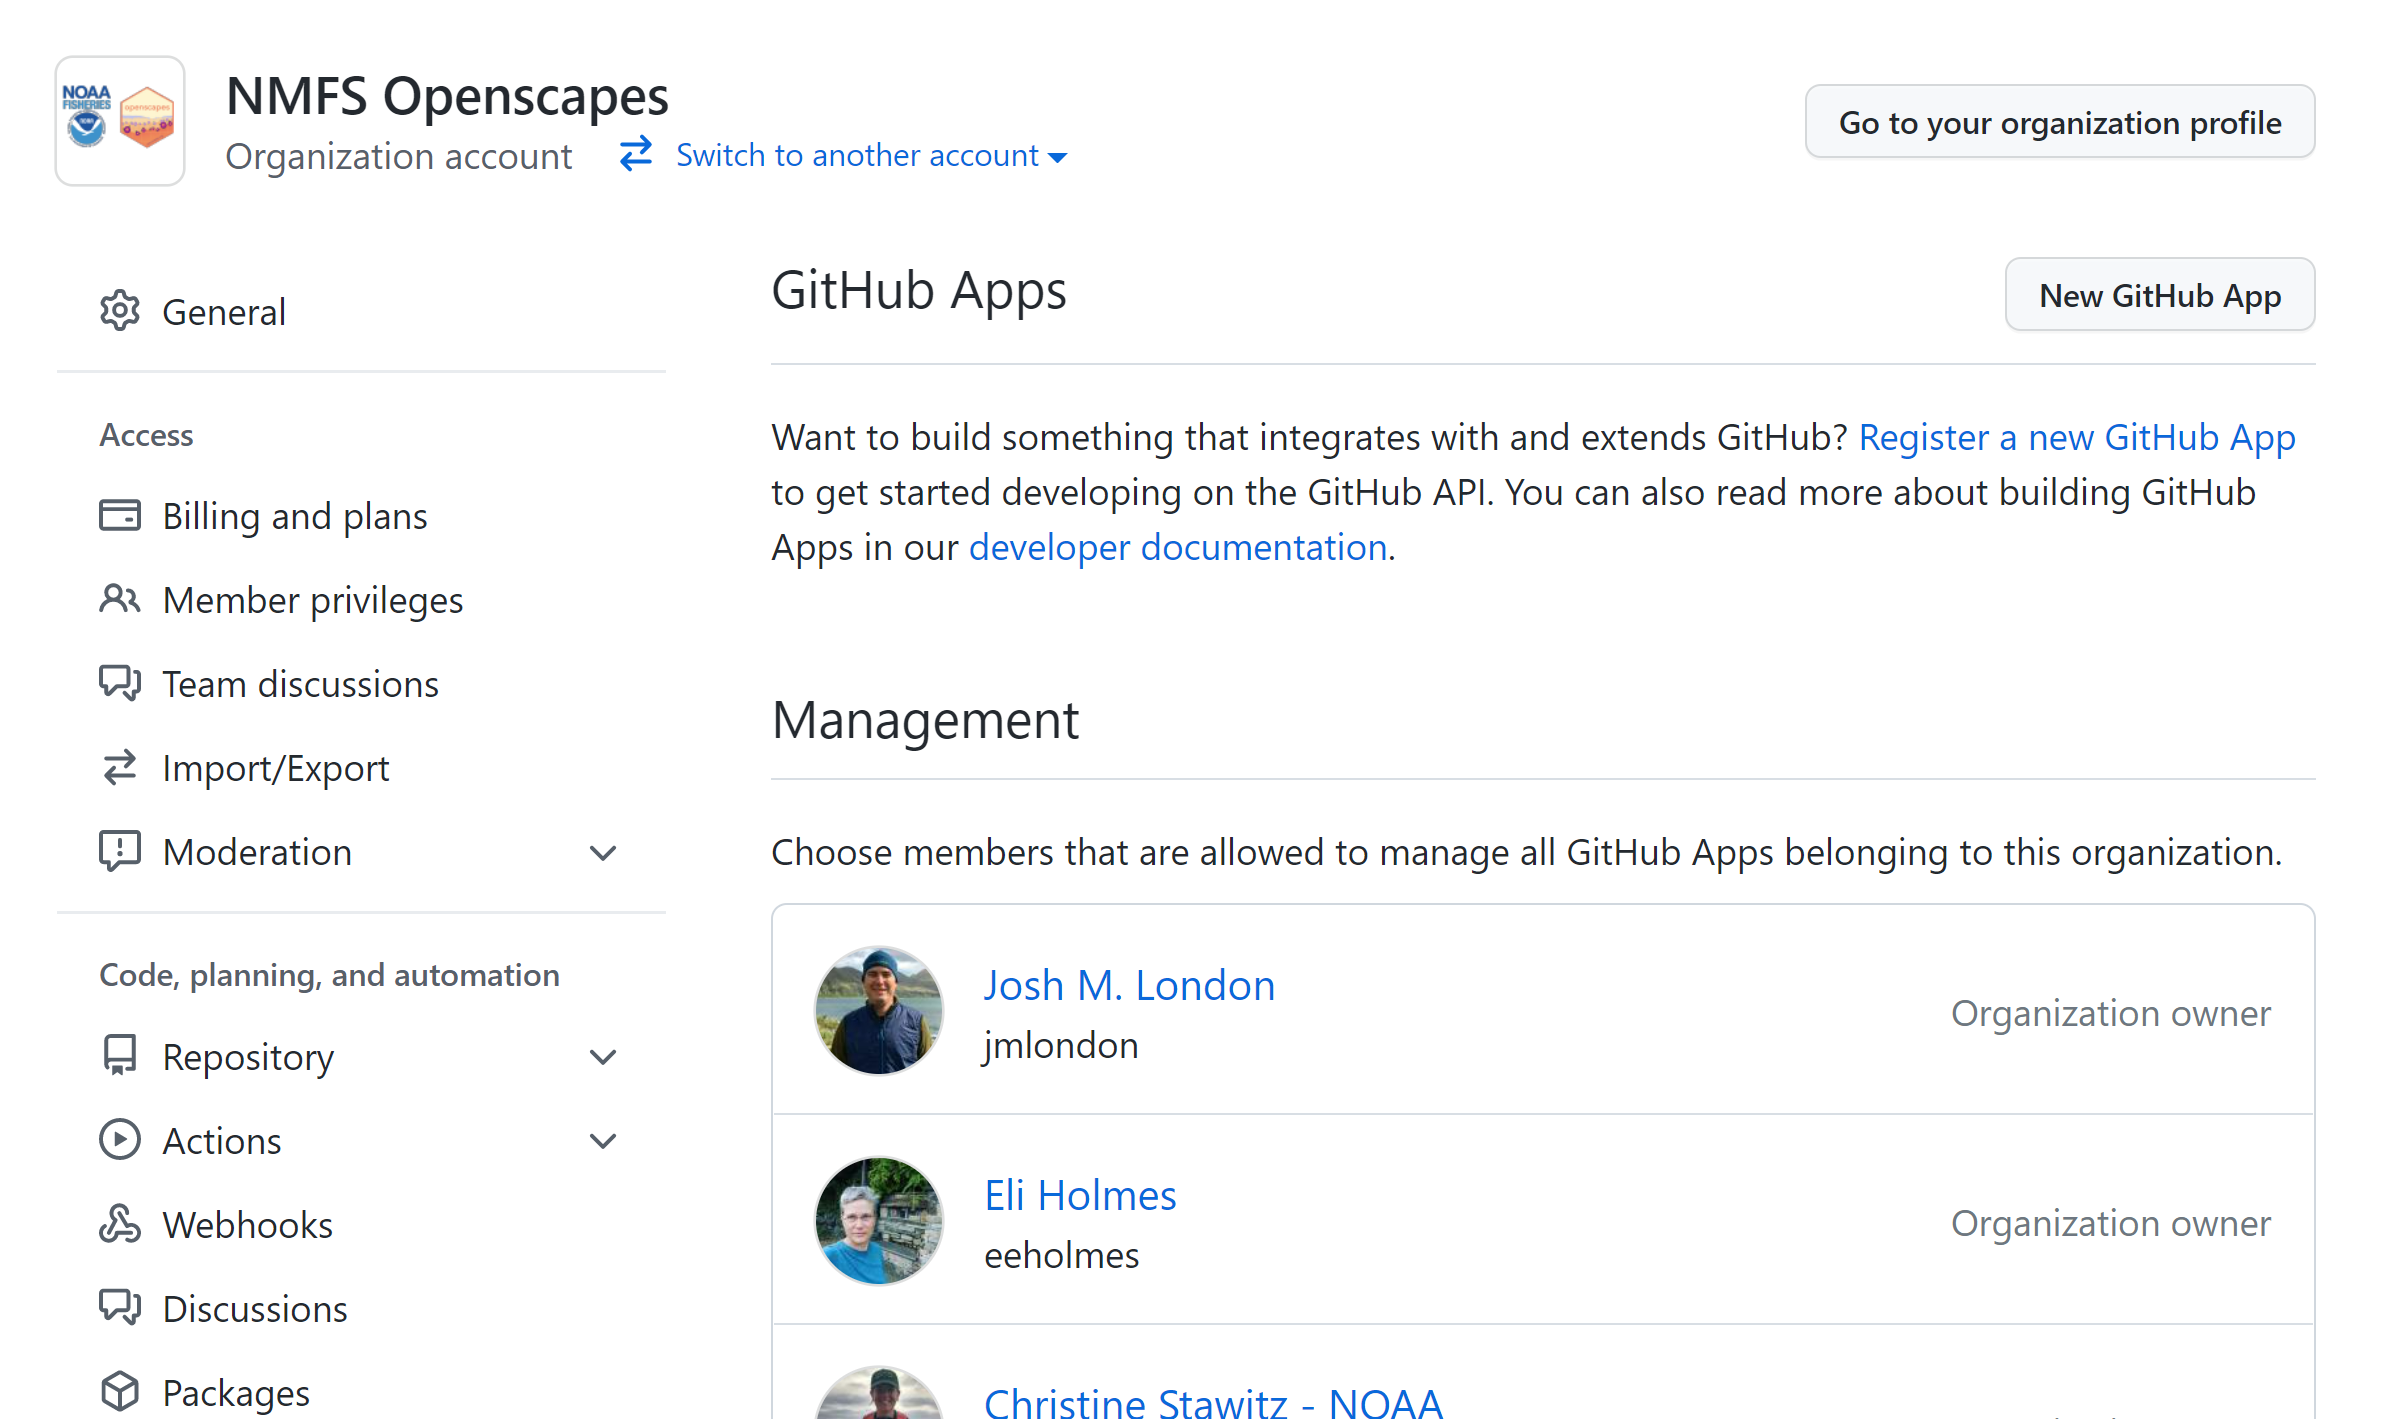 NOAA
FISHERIES
openscapes
NMFS Openscapes
Organization account
Switch to another account
Go to your organization profile
General
Access
Billing and plans
Member privileges
Team discussions
Import/Export
Moderation
Code, planning, and automation
Repository
Actions
Webhooks
Discussions
Packages
GitHub Apps
New GitHub App
Want to build something that integrates with and extends GitHub? Register a new GitHub App
to get started developing on the GitHub API. You can also read more about building GitHub
Apps in our developer documentation.
Management
Choose members that are allowed to manage all GitHub Apps belonging to this organization.
Josh M. London
jmlondon
Organization owner
Eli Holmes
eeholmes
Organization owner
Christine Stawitz - NOAA